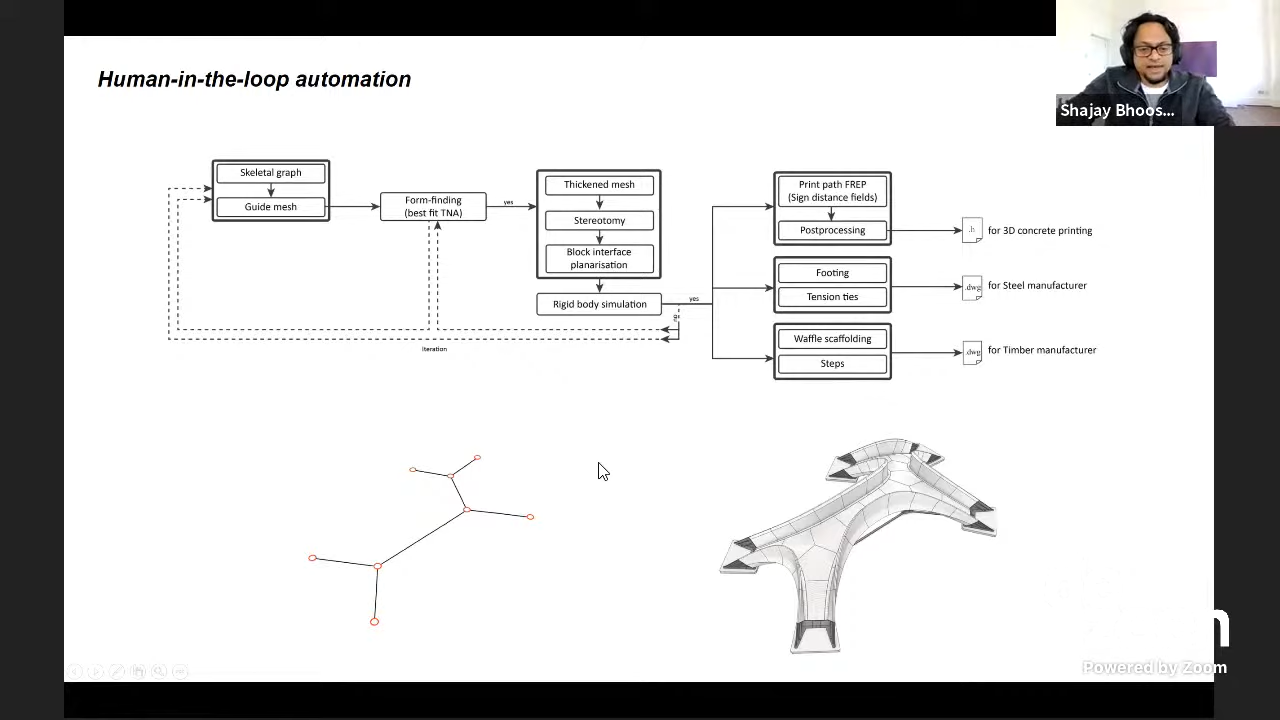 Human-in-the-loop automation
Shajay Bhoos...
Skeletal graph
Guide mesh
Form-finding
(best fit TNA)
yes
Thickened mesh
Stereotomy
Block interface
planarisation
Rigid body simulation
yes
no
iteration
Print path FREP
(Sign distance fields)
Postprocessing
.h
for 3D concrete printing
Footing
Tension ties
.dwg
for Steel manufacturer
Waffle scaffolding
Steps
.dwg
for Timber manufacturer
Powered by Zoom